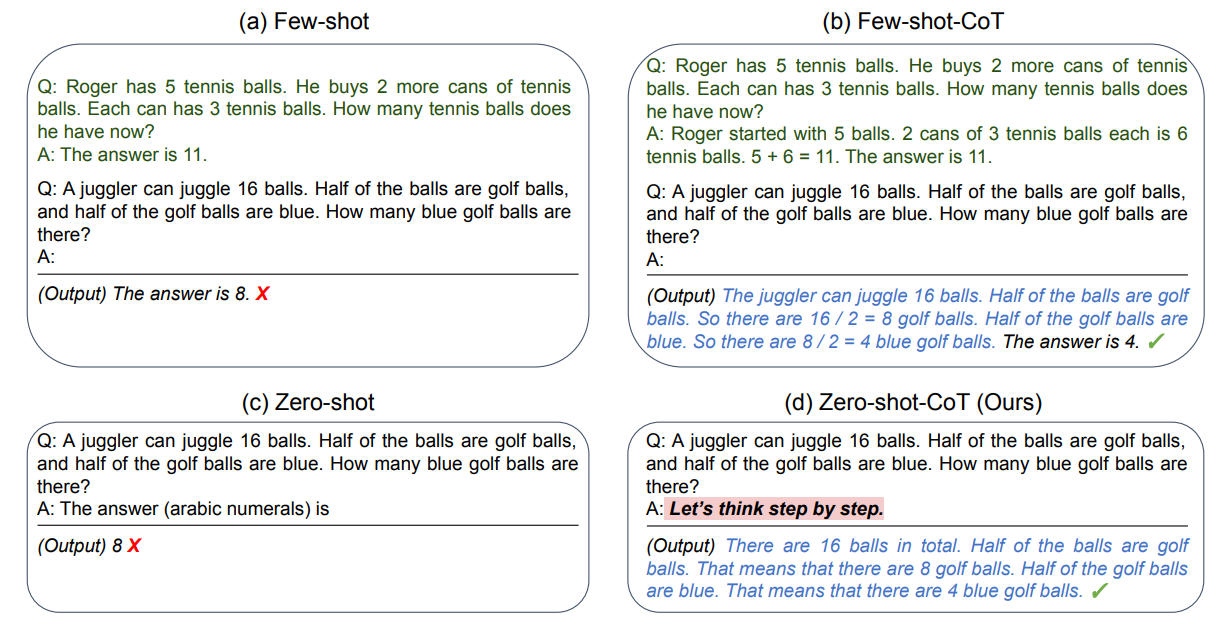 (a) Few-shot
Q: Roger has 5 tennis balls. He buys 2 more cans of tennis
balls. Each can has 3 tennis balls. How many tennis balls does
he have now?
A: The answer is 11.
Q: A juggler can juggle 16 balls. Half of the balls are golf balls,
and half of the golf balls are blue. How many blue golf balls are
there?
A:
(Output) The answer is 8. X
(b) Few-shot-CoT
Q: Roger has 5 tennis balls. He buys 2 more cans of tennis
balls. Each can has 3 tennis balls. How many tennis balls does
he have now?
A: Roger started with 5 balls. 2 cans of 3 tennis balls each is 6
tennis balls. 5 + 6 = 11. The answer is 11.
Q: A juggler can juggle 16 balls. Half of the balls are golf balls,
and half of the golf balls are blue. How many blue golf balls are
there?
A:
(Output) The juggler can juggle 16 balls. Half of the balls are golf
balls. So there are 16 / 2 = 8 golf balls. Half of the golf balls are
blue. So there are 8 / 2 = 4 blue golf balls. The answer is 4. ✓
(c) Zero-shot
Q: A juggler can juggle 16 balls. Half of the balls are golf balls,
and half of the golf balls are blue. How many blue golf balls are
there?
A: The answer (arabic numerals) is
(Output) 8 X
(d) Zero-shot-CoT (Ours)
Q: A juggler can juggle 16 balls. Half of the balls are golf balls,
and half of the golf balls are blue. How many blue golf balls are
there?
A: Let's think step by step.
(Output) There are 16 balls in total. Half of the balls are golf
balls. That means that there are 8 golf balls. Half of the golf balls
are blue. That means that there are 4 blue golf balls. ✓